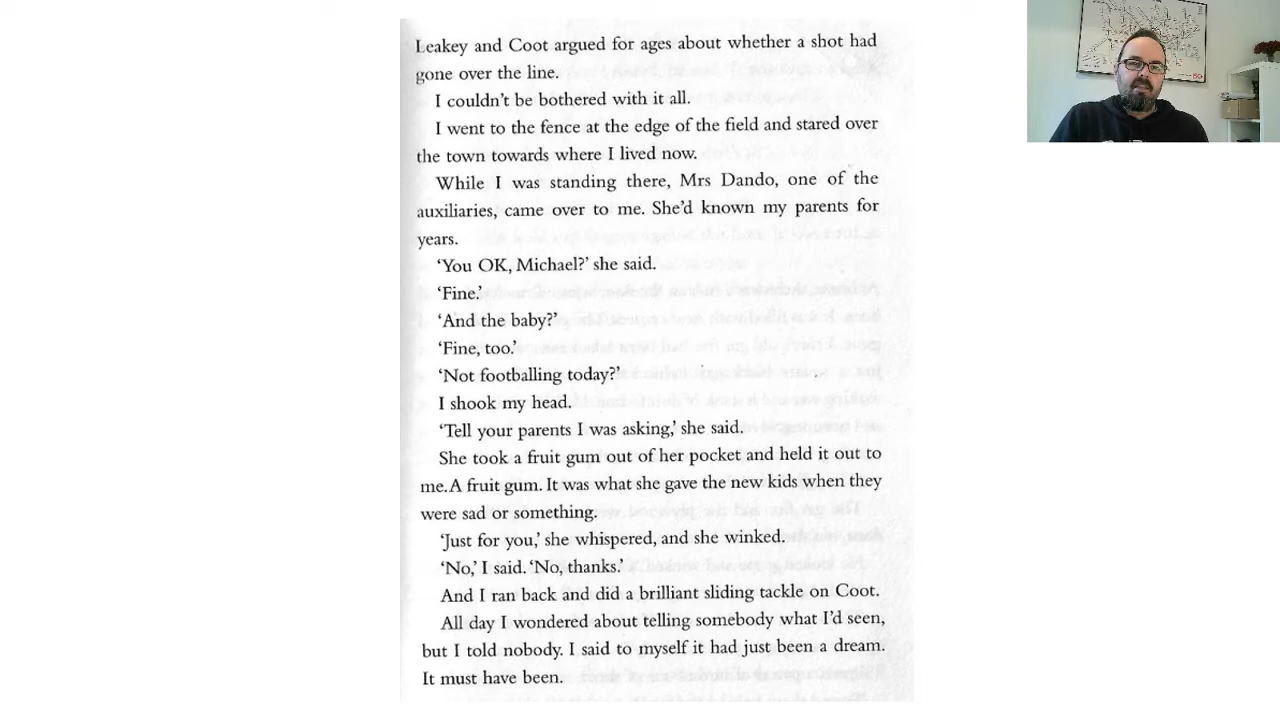 Leakey and Coot argued for ages about whether a shot had
gone over the line.
I couldn’t be bothered with it all.
I went to the fence at the edge of the field and stared over
the town towards where I lived now.
While I was standing there, Mrs Dando, one of the
auxiliaries, came over to me. She’d known my parents for
years.
‘You OK, Michael?’ she said.
‘Fine.’
‘And the baby?’
‘Fine, too.’
‘Not footballing today?’
I shook my head.
‘Tell your parents I was asking,’ she said.
She took a fruit gum out of her pocket and held it out to
me. A fruit gum. It was what she gave the new kids when they
were sad or something.
‘Just for you,’ she whispered, and she winked.
‘No,’ I said. ‘No, thanks.’
And I ran back and did a brilliant sliding tackle on Coot.
All day I wondered about telling somebody what I’d seen,
but I told nobody. I said to myself it had just been a dream.
It must have been.